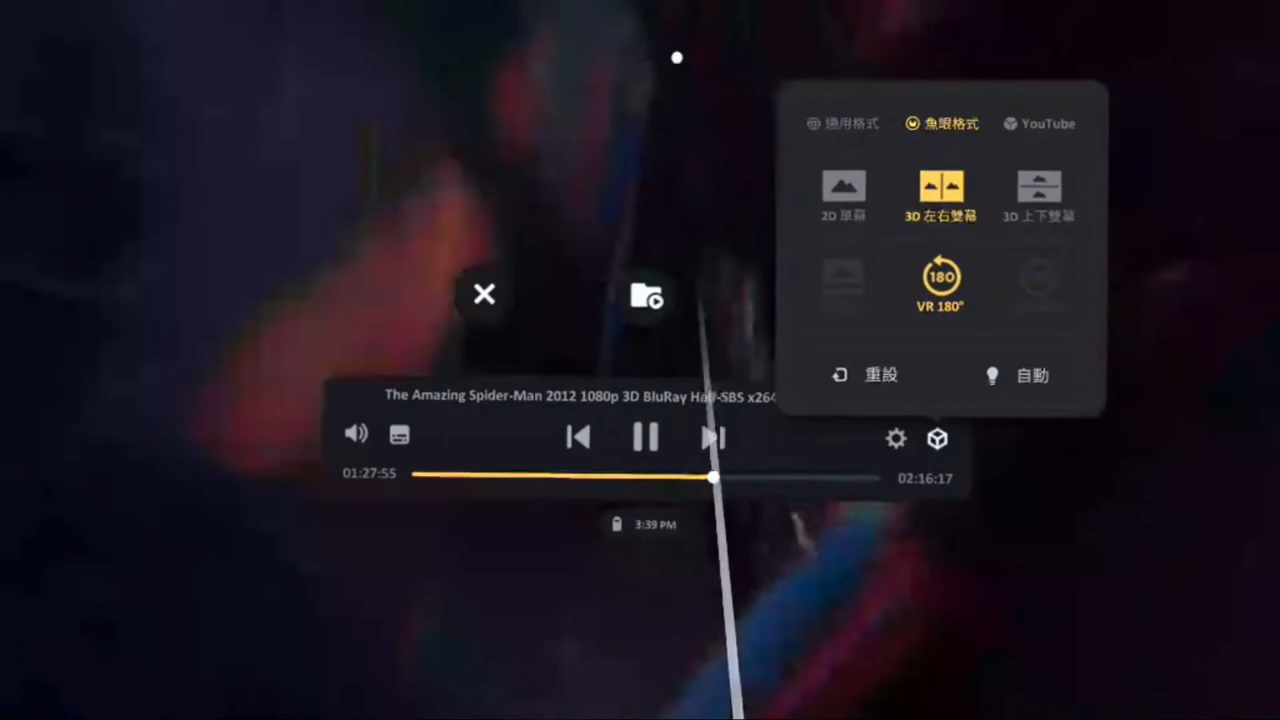 通用格式 魚眼格式 YouTube
2D 單幕 3D 左右雙幕 3D 上下雙幕
180
VR 180°
重設 自動
The Amazing Spider-Man 2012 1080p 3D BluRay Half-SBS x264
01:27:55 02:16:17
3:39 PM